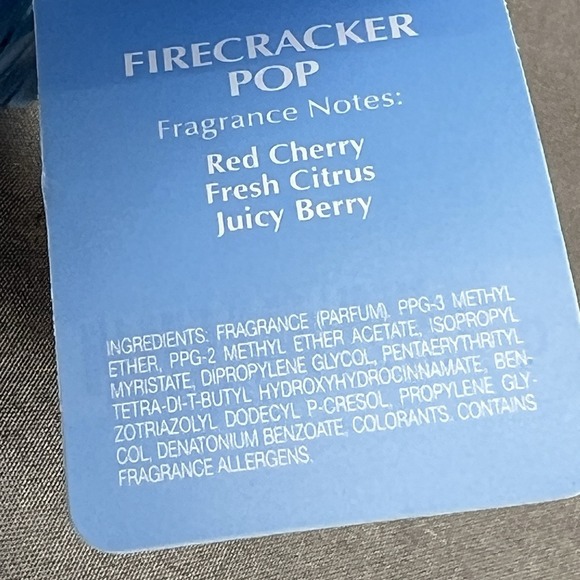 FIRECRACKER
POP
Fragrance Notes:
Red Cherry
Fresh Citrus
Juicy Berry
INGREDIENTS: FRAGRANCE (PARFUM), PPG-3 METHYL
ETHER, PPG-2 METHYL ETHER ACETATE, ISOPROPYL
MYRISTATE, DIPROPYLENE GLYCOL, PENTAERYTHRITYL
TETRA-DI-T-BUTYL HYDROXYHYDROCINNAMATE, BEN-
ZOTRIAZOLYL DODECYL P-CRESOL, PROPYLENE GLY-
COL, DENATONIUM BENZOATE, COLORANTS. CONTAINS
FRAGRANCE ALLERGENS.